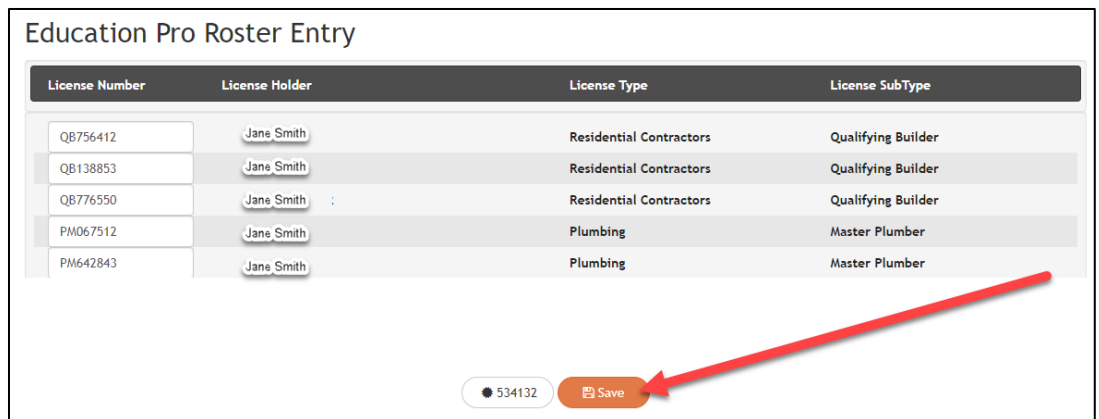 Education Pro Roster Entry
License Number License Holder License Type License SubType
QB756412 Jane Smith Residential Contractors Qualifying Builder
QB138853 Jane Smith Residential Contractors Qualifying Builder
QB776550 Jane Smith Residential Contractors Qualifying Builder
PM067512 Jane Smith Plumbing Master Plumber
PM642843 Jane Smith Plumbing Master Plumber
534132 Save